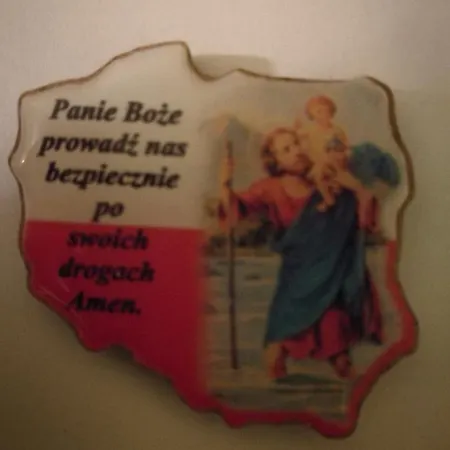 Panie Boże
prowadź nas
bezpiecznie
po
swoich
drogach
Amen.